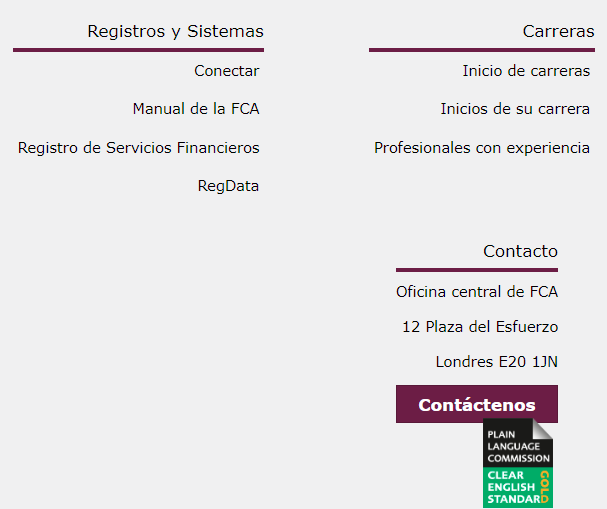 Registros y Sistemas
Conectar
Manual de la FCA
Registro de Servicios Financieros
RegData
Carreras
Inicio de carreras
Inicios de su carrera
Profesionales con experiencia
Contacto
Oficina central de FCA
12 Plaza del Esfuerzo
Londres E20 1JN
Contáctenos
PLAIN
LANGUAGE
COMMISSION
CLEAR
ENGLISH
STANDARD
GOLD